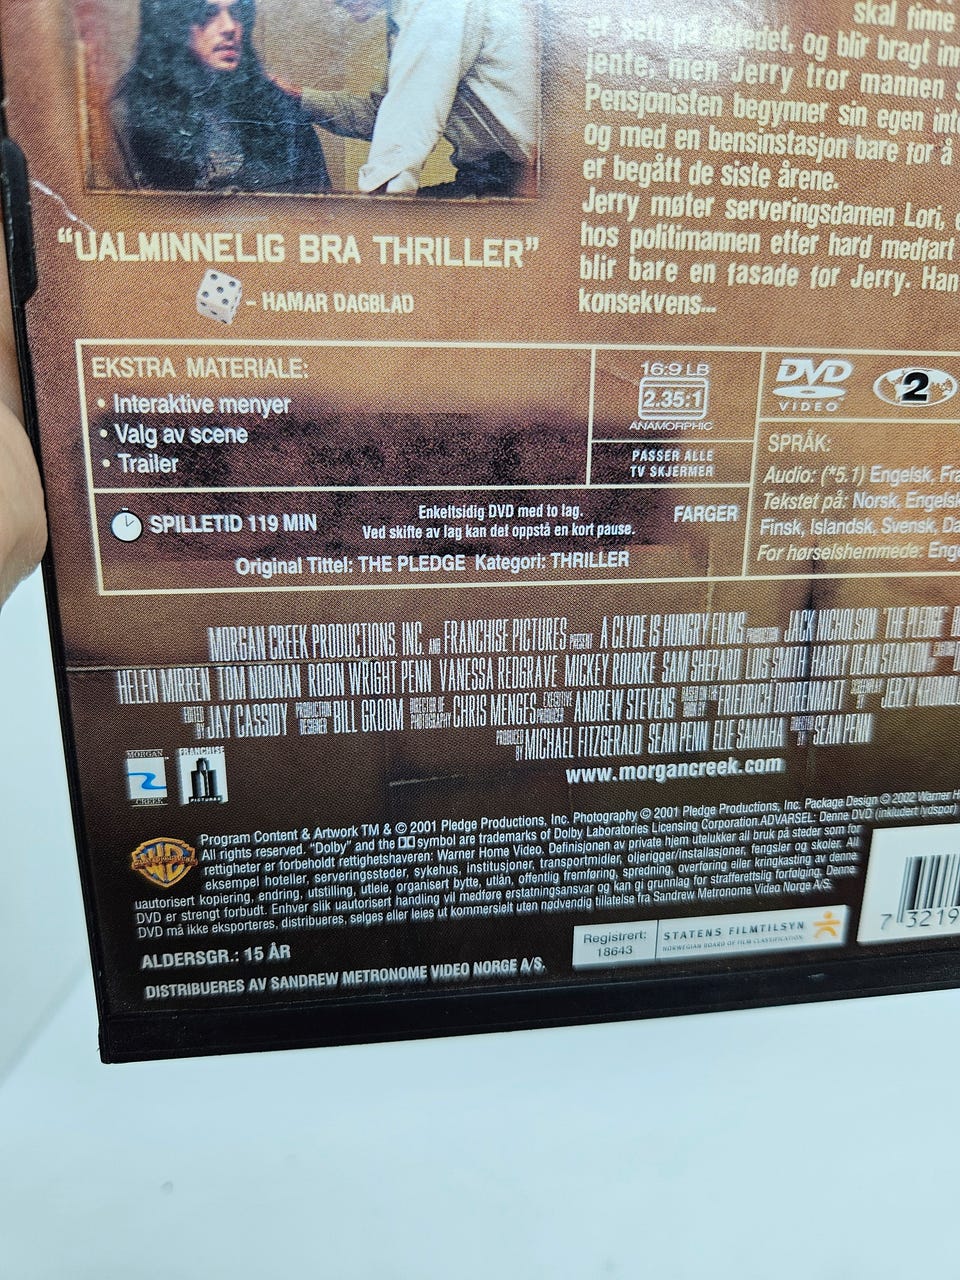 skal finne
er sett på åstedet, og blir bragt inn
jente, men Jerry tror mannen
Pensjonisten begynner sin egen
og med en bensinstasjon bare for å
er begått de siste årene.
Jerry møter serveringsdamen Lori,
hos politimannen etter hard medfart
blir bare en fasade for Jerry. Han
konsekvens...
“UALMINNELIG BRA THRILLER”
– HAMAR DAGBLAD
EKSTRA MATERIALE:
• Interaktive menyer
• Valg av scene
• Trailer
16:9 LB
2.35:1
ANAMORPHIC
PASSER ALLE
TV SKJERMER
DVD
VIDEO
2
SPRÅK:
Audio: (*5.1) Engelsk, Fra
Tekstet på: Norsk, Engelsk
Finsk, Islandsk, Svensk, Da
For hørselshemmede: Enge
SPILLETID 119 MIN
Enkeltsidig DVD med to lag.
Ved skifte av lag kan det oppstå en kort pause.
FARGER
Original Tittel: THE PLEDGE Kategori: THRILLER
MORGAN CREEK PRODUCTIONS, INC. AND FRANCHISE PICTURES PRESENT A CLYDE IS HUNGRY FILMS PRODUCTION JACK NICHOLSON "THE PLEDGE"
HELEN MIRREN TOM NOONAN ROBIN WRIGHT PENN VANESSA REDGRAVE MICKEY ROURKE SAM SHEPARD LOIS SMITH HARRY DEAN STANTON
EDITED BY JAY CASSIDY PRODUCTION DESIGNER BILL GROOM DIRECTOR OF PHOTOGRAPHY CHRIS MENGES EXECUTIVE PRODUCER ANDREW STEVENS BASED ON THE BOOK BY FRIEDRICH DÜRRENMATT SCREENPLAY BY JERZY
PRODUCED BY MICHAEL FITZGERALD SEAN PENN ELIE SAMAHA DIRECTED BY SEAN PENN
www.morgancreek.com
MORGAN
CREEK
FRANCHISE
PICTURES
Program Content & Artwork TM & © 2001 Pledge Productions, Inc. Photography © 2001 Pledge Productions, Inc. Package Design © 2002 Warner H
All rights reserved. "Dolby" and the symbol are trademarks of Dolby Laboratories Licensing Corporation. ADVARSEL: Denne DVD (inkludert lydspor)
rettigheter er forbeholdt rettighetshaveren: Warner Home Video. Definisjonen av private hjem utelukker all bruk på steder som for
eksempel hoteller, serveringssteder, sykehus, institusjoner, transportmidler, oljerigger/installasjoner, fengsler og skoler. All
uautorisert kopiering, endring, utstilling, utleie, organisert bytte, utlån, offentlig fremføring, spredning, overføring eller kringkasting av denne
DVD er strengt forbudt. Enhver slik uautorisert handling vil medføre erstatningsansvar og kan gi grunnlag for strafferettslig forfølgning. Denne
DVD må ikke eksporteres, distribueres, selges eller leies ut kommersielt uten nødvendig tillatelse fra Sandrew Metronome Video Norge A/S.
ALDERSGR.: 15 ÅR
DISTRIBUERES AV SANDREW METRONOME VIDEO NORGE A/S.
Registrert:
18643
STATENS FILMTILSYN
NORWEGIAN BOARD OF FILM CLASSIFICATION
7 3219